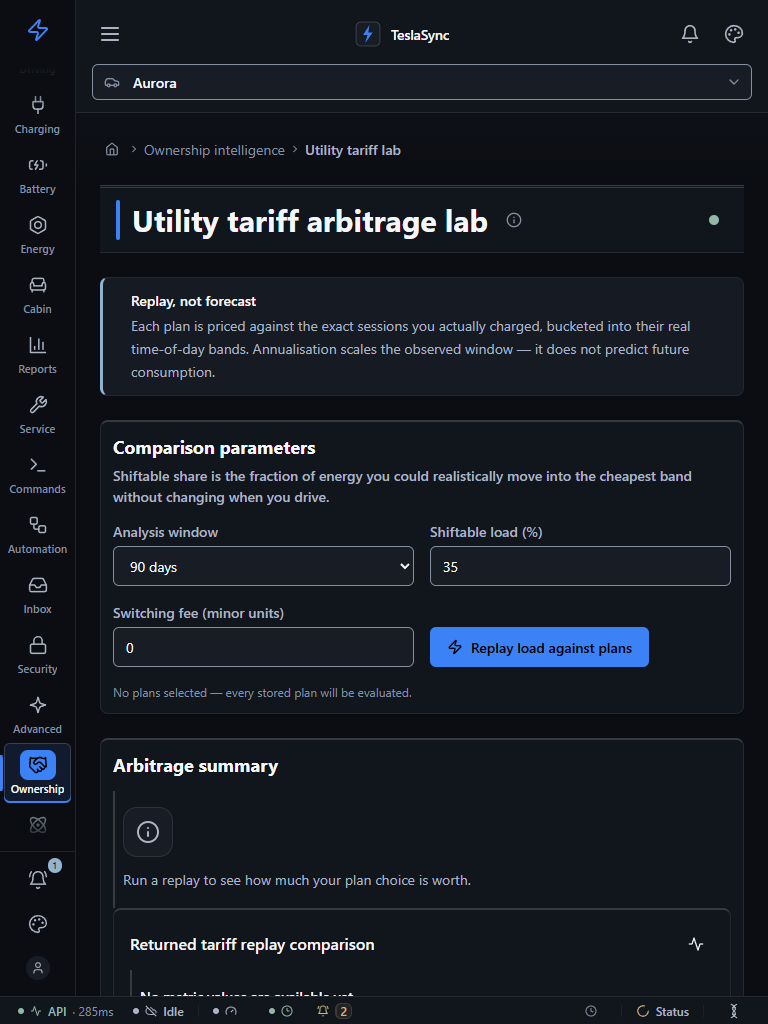 TeslaSync
Aurora
Charging
Battery
Energy
Cabin
Reports
Service
Commands
Automation
Inbox
Security
Advanced
Ownership
1
Ownership intelligence
Utility tariff lab
Utility tariff arbitrage lab
Replay, not forecast
Each plan is priced against the exact sessions you actually charged, bucketed into their real
time-of-day bands. Annualisation scales the observed window — it does not predict future
consumption.
Comparison parameters
Shiftable share is the fraction of energy you could realistically move into the cheapest band
without changing when you drive.
Analysis window
Shiftable load (%)
90 days
35
Switching fee (minor units)
0
Replay load against plans
No plans selected — every stored plan will be evaluated.
Arbitrage summary
Run a replay to see how much your plan choice is worth.
Returned tariff replay comparison
No metric values are available yet
API · 285ms
Idle
2
Status